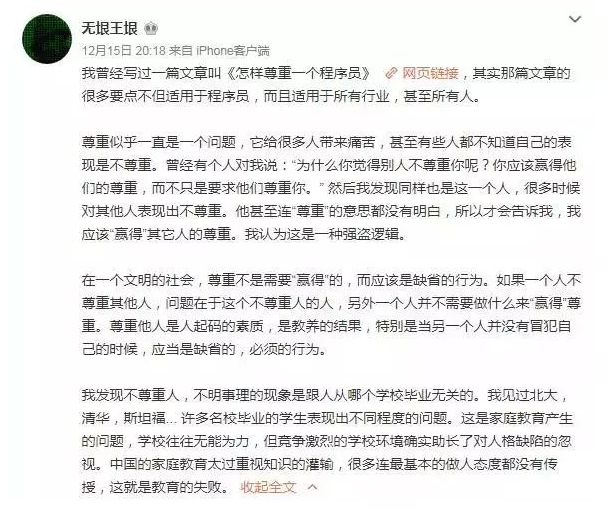 无垠王垠
12月15日 20:18 来自 iPhone客户端
我曾经写过一篇文章叫《怎样尊重一个程序员》 网页链接，其实那篇文章的
很多要点不但适用于程序员，而且适用于所有行业，甚至所有人。
尊重似乎一直是一个问题，它给很多人带来痛苦，甚至有些人都不知道自己的表
现是不尊重。曾经有个人对我说：“为什么你觉得别人不尊重你呢？你应该赢得他
们的尊重，而不只是要求他们尊重你。” 然后我发现同样也是这一个人，很多时候
对其他人表现出不尊重。他甚至连“尊重”的意思都没有明白，所以才会告诉我，我
应该“赢得”其它人的尊重。我认为这是一种强盗逻辑。
在一个文明的社会，尊重不是需要“赢得”的，而应该是缺省的行为。如果一个人不
尊重其他人，问题在于这个不尊重人的人，另外一个人并不需要做什么来“赢得”尊
重。尊重他人是人起码的素质，是教养的结果，特别是当另一个人并没有冒犯自
己的时候，应当是缺省的，必须的行为。
我发现不尊重人，不明事理的现象是跟人从哪个学校毕业无关的。我见过北大，
清华，斯坦福... 许多名校毕业的学生表现出不同程度的问题。这是家庭教育产生
的问题，学校往往无能为力，但竞争激烈的学校环境确实助长了对人格缺陷的忽
视。中国的家庭教育太过重视知识的灌输，很多连最基本的做人态度都没有传
授，这就是教育的失败。 收起全文